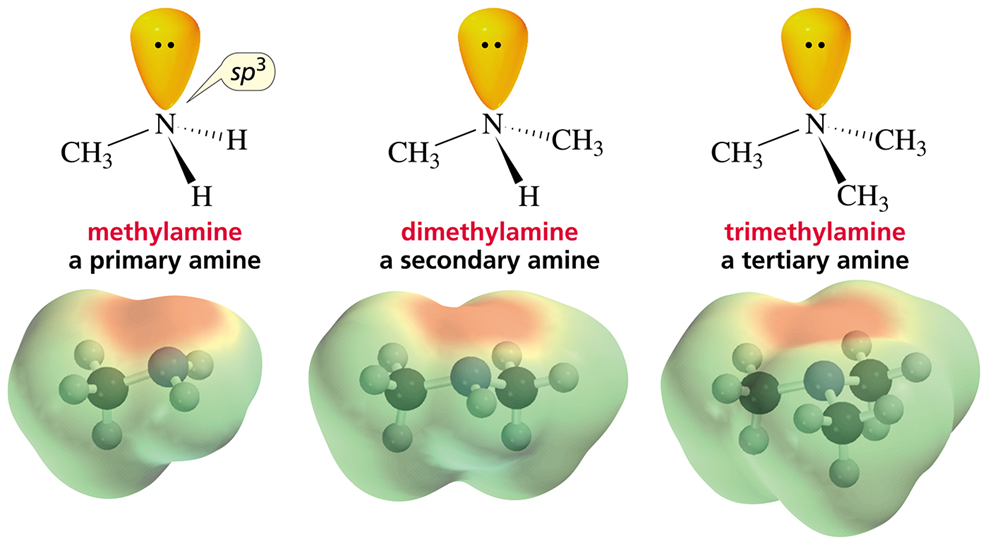 sp³
N
H
CH₃
H
methylamine
a primary amine
N
CH₃
CH₃
H
dimethylamine
a secondary amine
N
CH₃
CH₃
CH₃
trimethylamine
a tertiary amine